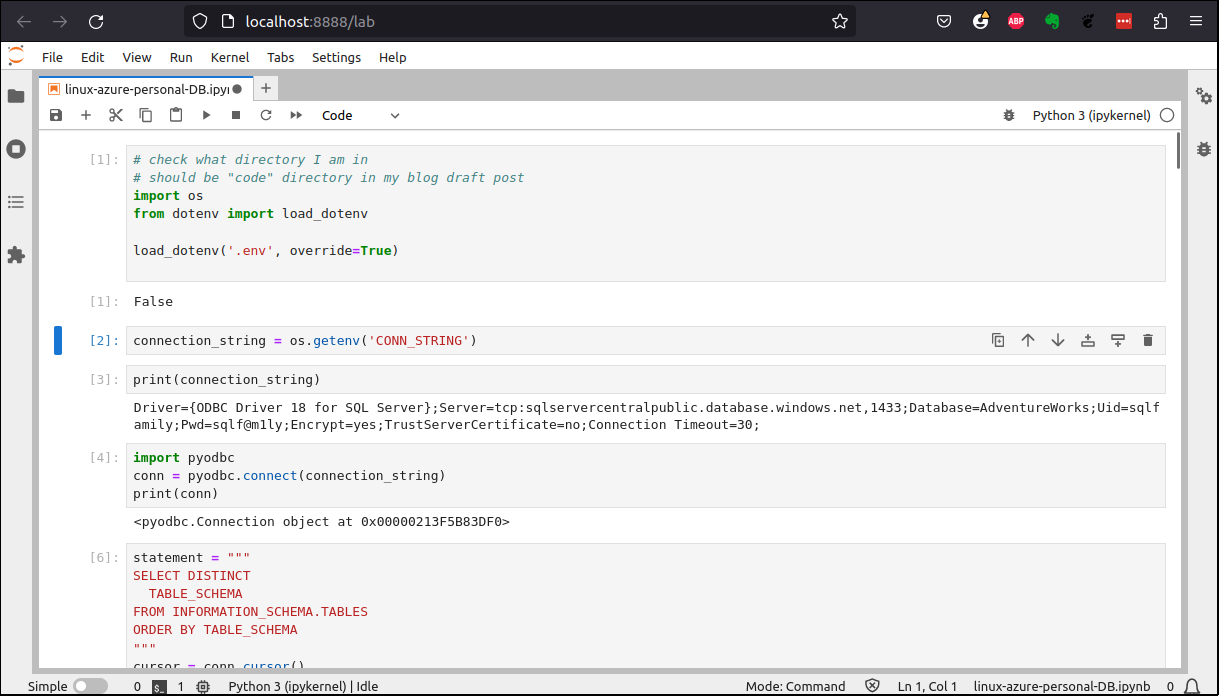 localhost:8888/lab
ABP
File Edit View Run Kernel Tabs Settings Help
linux-azure-personal-DB.ipyı
Code
Python 3 (ipykernel)
[1]:
# check what directory I am in
# should be "code" directory in my blog draft post
import os
from dotenv import load_dotenv
load_dotenv('.env', override=True)
[1]: False
[2]: connection_string = os.getenv('CONN_STRING')
[3]: print(connection_string)
Driver={ODBC Driver 18 for SQL Server};Server=tcp:sqlservercentralpublic.database.windows.net,1433;Database=AdventureWorks;Uid=sqlf
amily;Pwd=sqlf@m1ly;Encrypt=yes;TrustServerCertificate=no;Connection Timeout=30;
[4]: import pyodbc
conn = pyodbc.connect(connection_string)
print(conn)
<pyodbc.Connection object at 0x00000213F5B83DF0>
[6]: statement = """
SELECT DISTINCT
TABLE_SCHEMA
FROM INFORMATION_SCHEMA.TABLES
ORDER BY TABLE_SCHEMA
"""
cursor = conn.cursor()
Simple 0 $_ 1 Python 3 (ipykernel) | Idle Mode: Command Ln 1, Col 1 linux-azure-personal-DB.ipynb 0